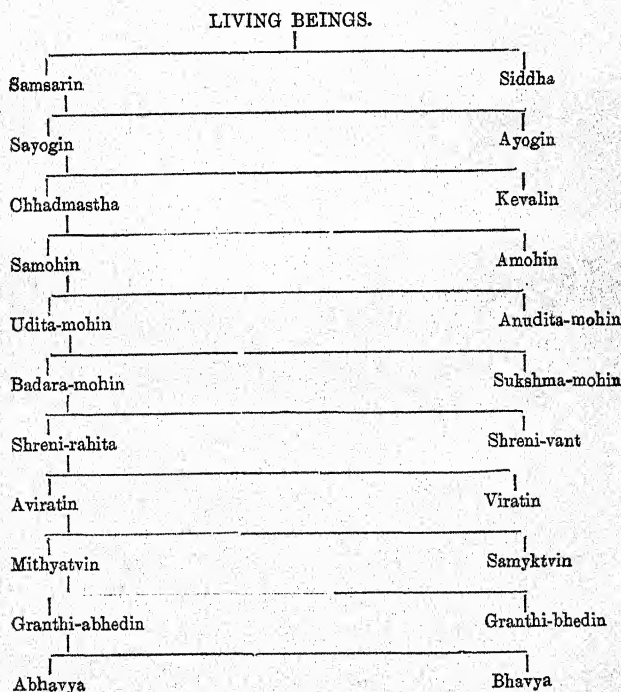 LIVING BEINGS.
Samsarin Siddha
Sayogin Ayogin
Chhadmastha Kevalin
Samohin Amohin
Udita-mohin Anudita-mohin
Badara-mohin Sukshma-mohin
Shreni-rahita Shreni-vant
Aviratin Viratin
Mithyatvin Samyktvin
Granthi-abhedin Granthi-bhedin
Abhavya Bhavya